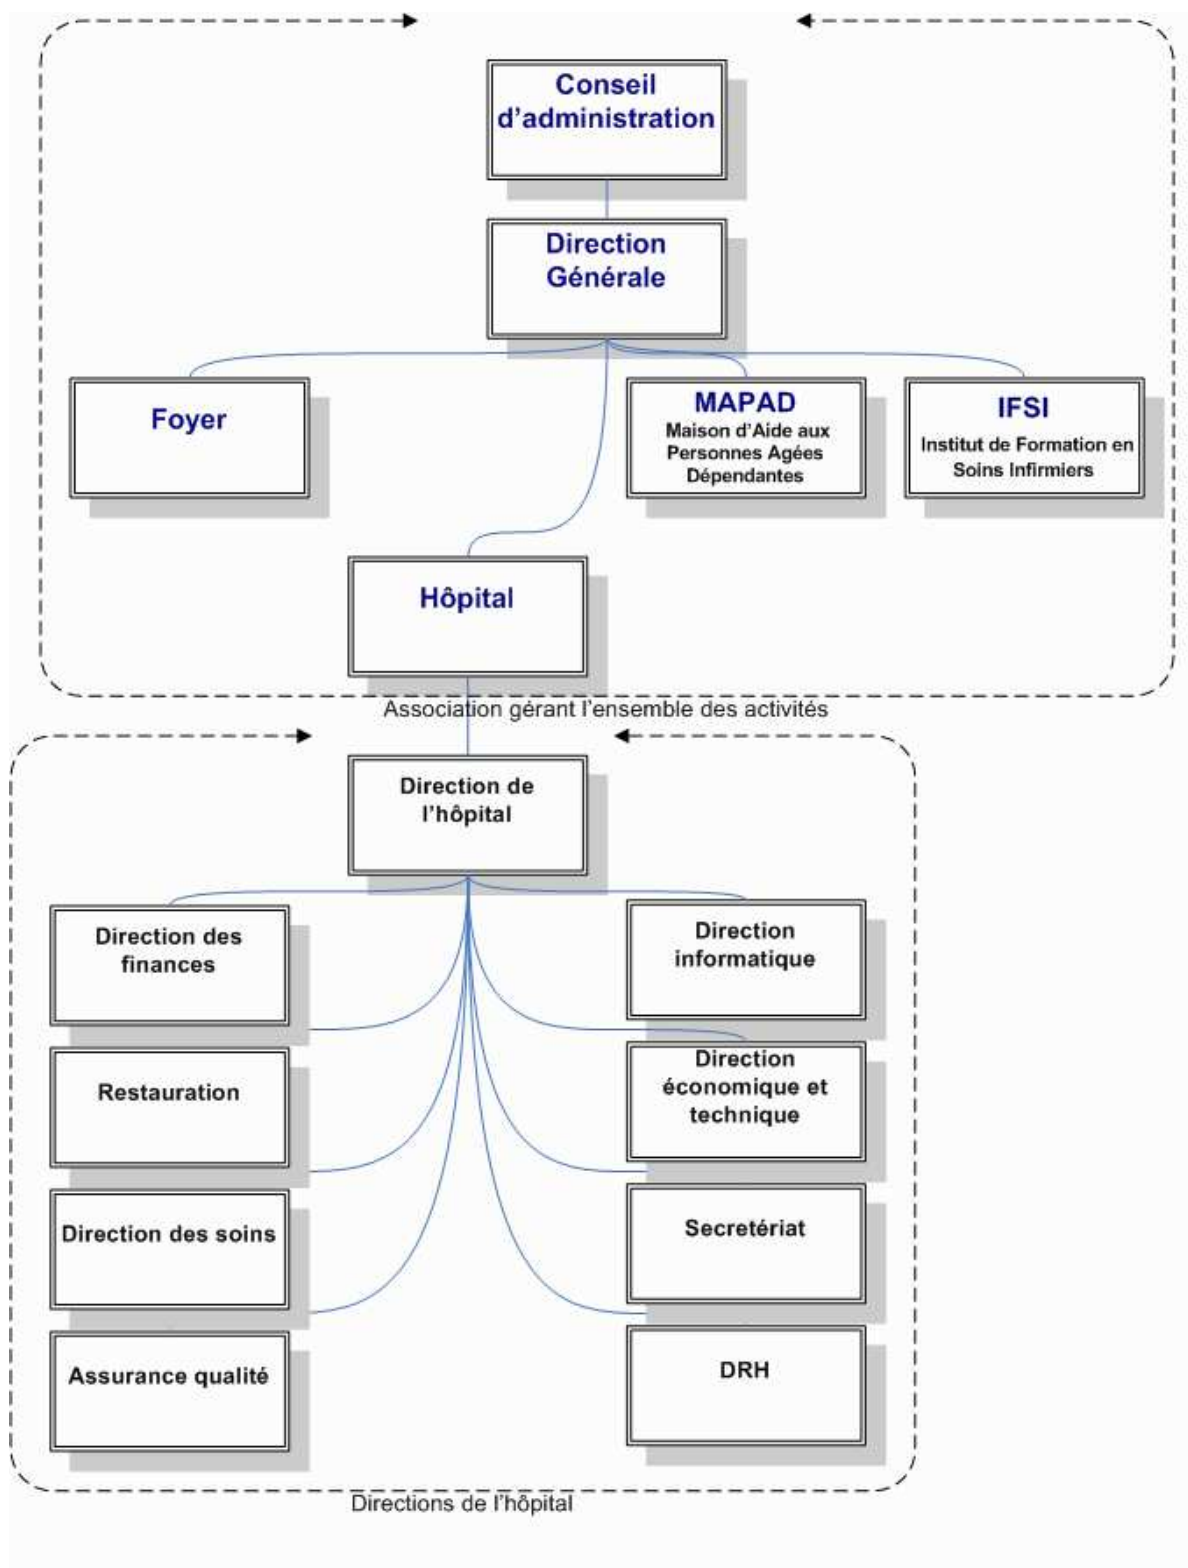 Conseil
d'administration
Direction
Générale
Foyer
MAPAD
Maison d'Aide aux
Personnes Agées
Dépendantes
IFSI
Institut de Formation en
Soins Infirmiers
Hôpital
Association gérant l'ensemble des activités
Direction de
l'hôpital
Direction des
finances
Direction
informatique
Restauration
Direction
économique et
technique
Direction des soins
Secretériat
Assurance qualité
DRH
Directions de l'hôpital